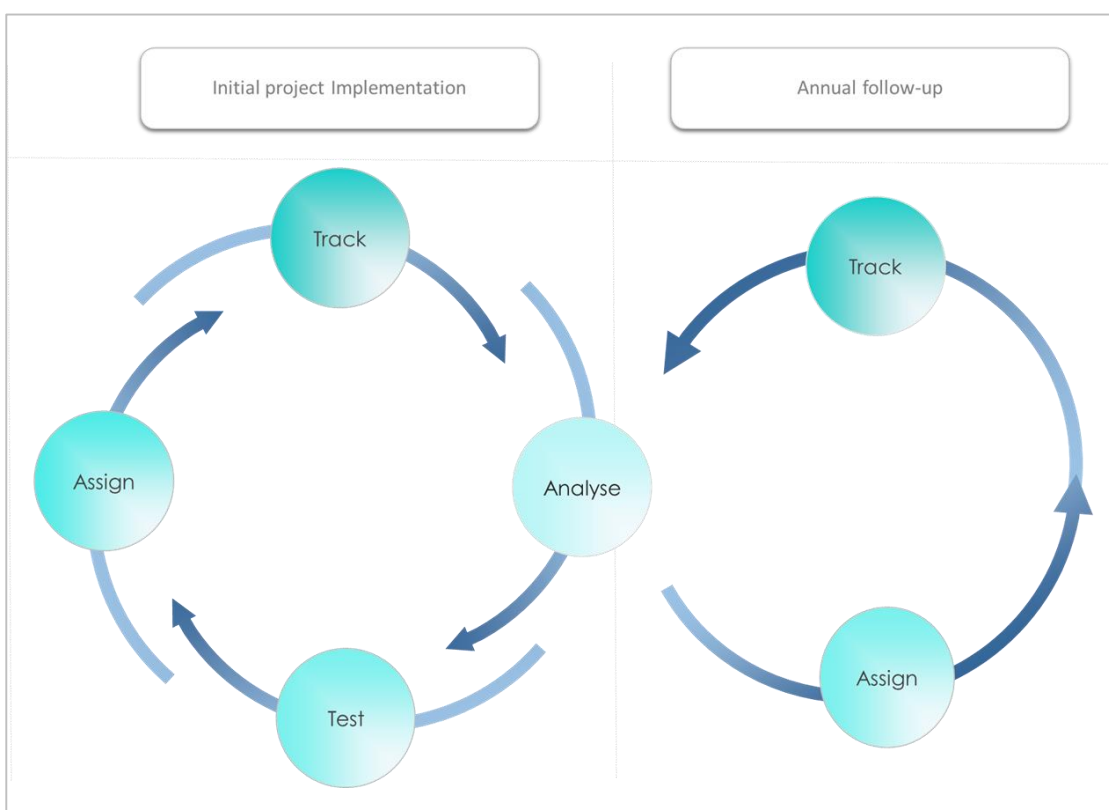 Initial project Implementation
Annual follow-up
Track
Track
Assign
Analyse
Test
Assign